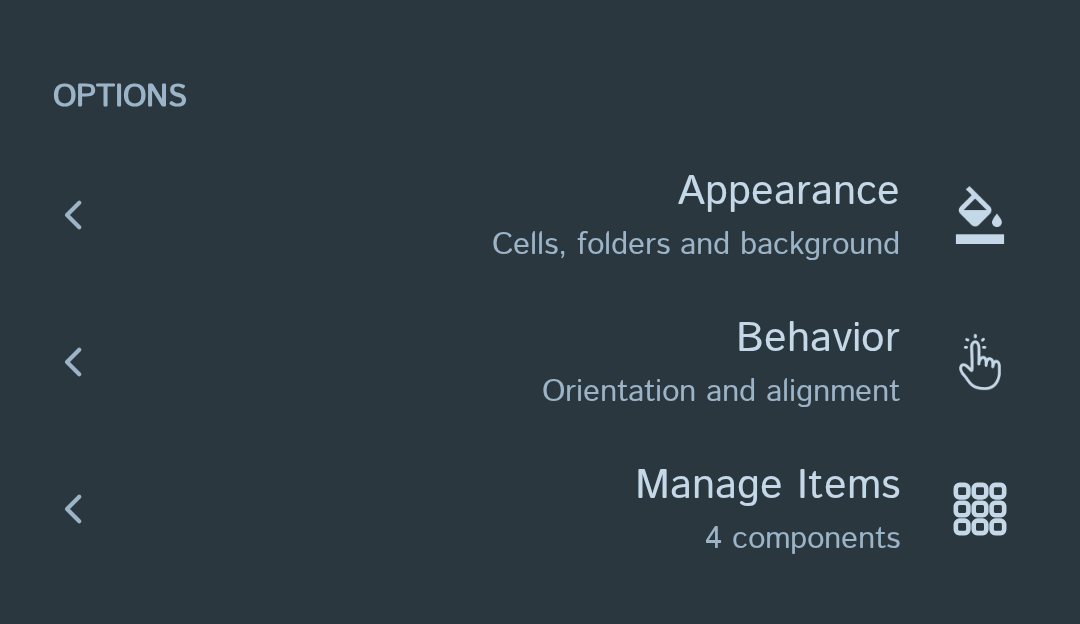 OPTIONS
Appearance
Cells, folders and background
Behavior
Orientation and alignment
Manage Items
4 components